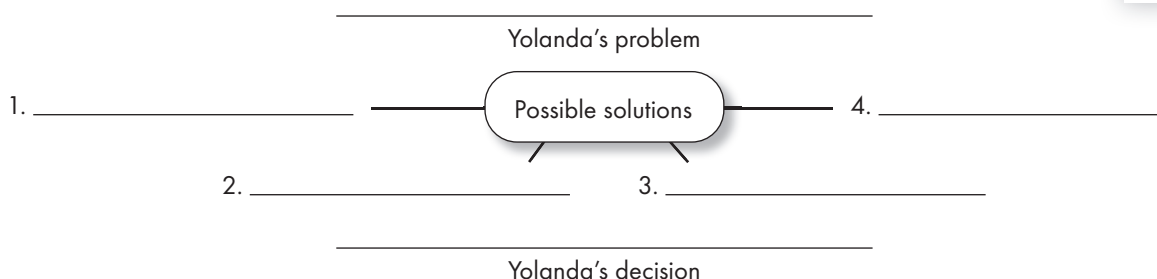 Yolanda’s problem
1. Possible solutions 4.
2. 3.
Yolanda’s decision